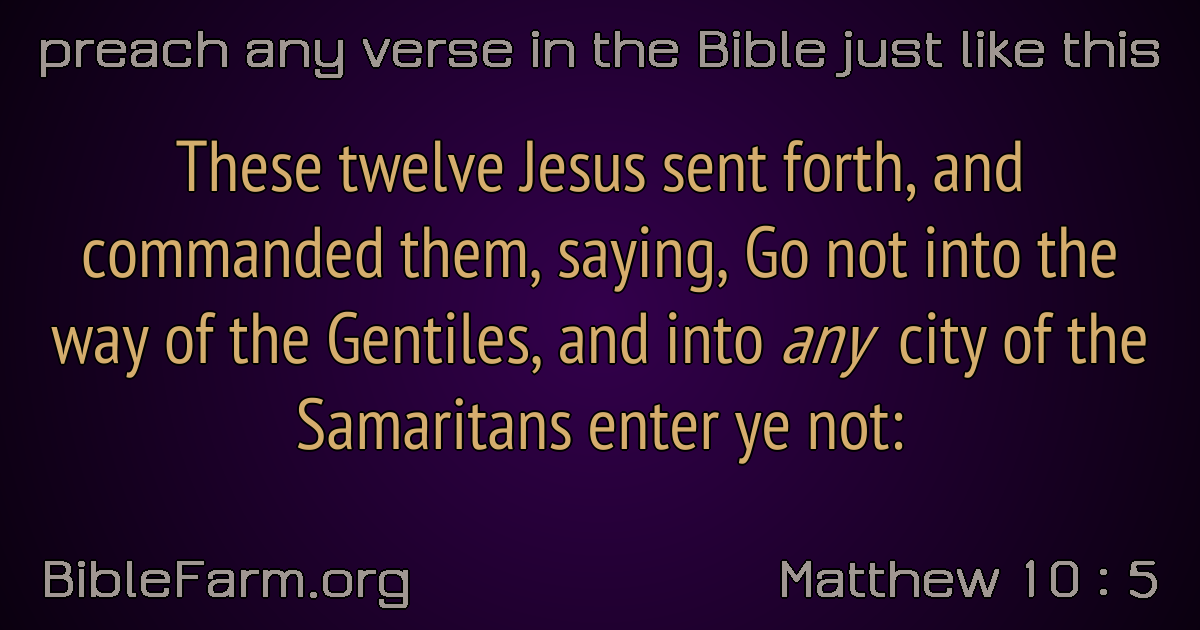 preach any verse in the Bible just like this
These twelve Jesus sent forth, and
commanded them, saying, Go not into the
way of the Gentiles, and into any city of the
Samaritans enter ye not:
BibleFarm.org
Matthew 10 : 5